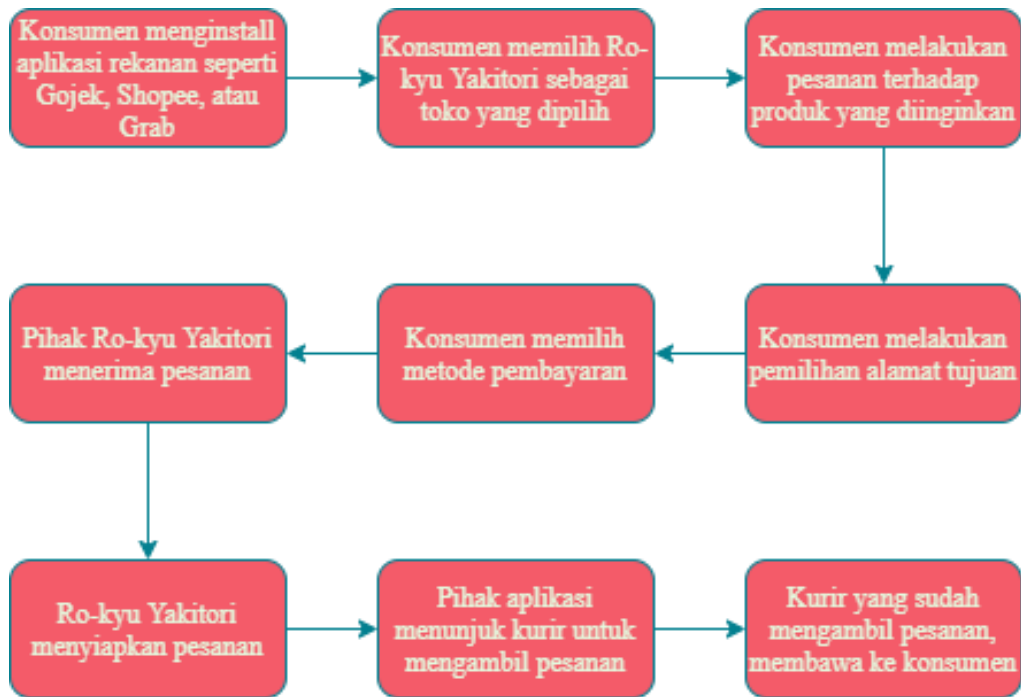 Konsumen menginstall
aplikasi rekanan seperti
Gojek, Shopee, atau
Grab
Konsumen memilih Ro-
kyu Yakitori sebagai
toko yang dipilih
Konsumen melakukan
pesanan terhadap
produk yang diinginkan
Konsumen melakukan
pemilihan alamat tujuan
Konsumen memilih
metode pembayaran
Pihak Ro-kyu Yakitori
menerima pesanan
Ro-kyu Yakitori
menyiapkan pesanan
Pihak aplikasi
menunjuk kurir untuk
mengambil pesanan
Kurir yang sudah
mengambil pesanan,
membawa ke konsumen